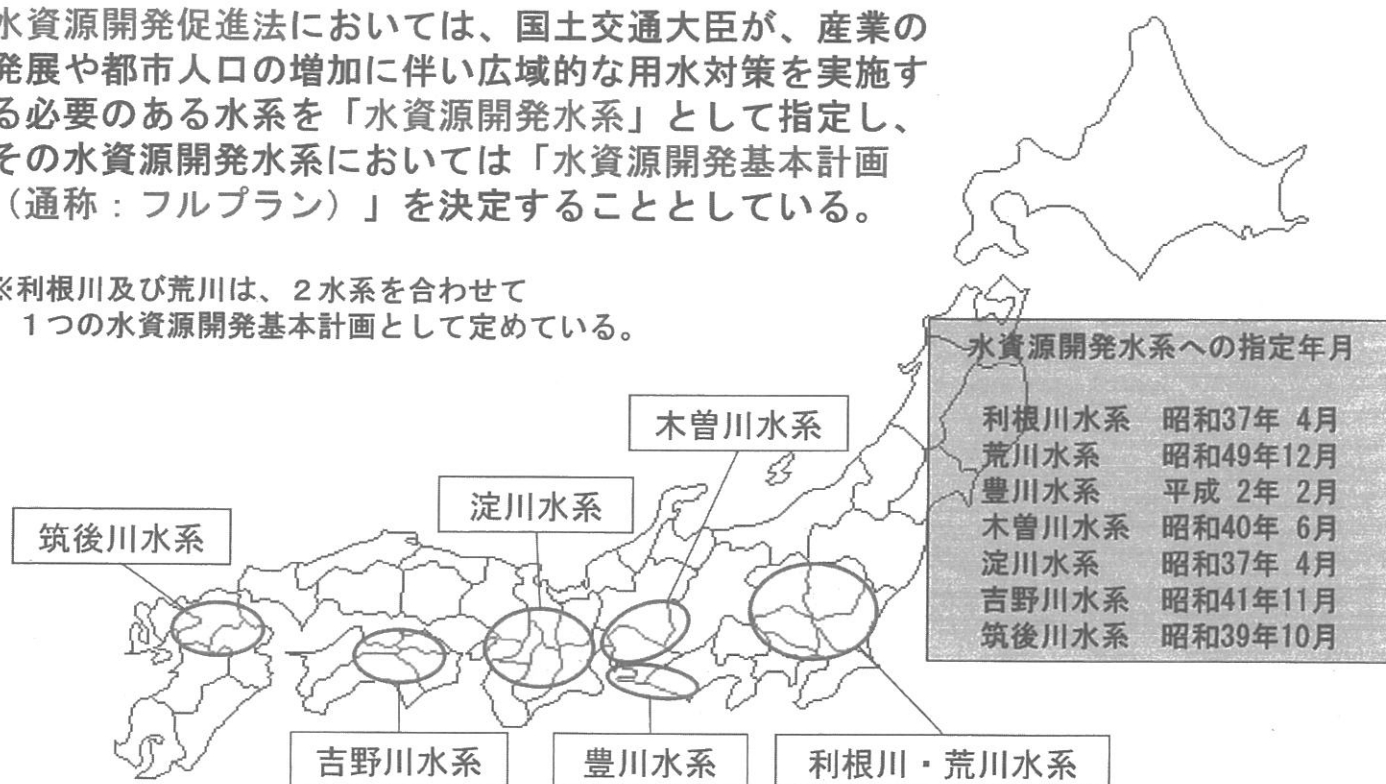 水資源開発促進法においては、国土交通大臣が、産業の
発展や都市人口の増加に伴い広域的な用水対策を実施す
る必要のある水系を「水資源開発水系」として指定し、
その水資源開発水系においては「水資源開発基本計画
（通称：フルプラン）」を決定することとしている。
※利根川及び荒川は、２水系を合わせて
１つの水資源開発基本計画として定めている。
水資源開発水系への指定年月
利根川水系 昭和37年 4月
荒川水系 昭和49年12月
豊川水系 平成 2年 2月
木曽川水系 昭和40年 6月
淀川水系 昭和37年 4月
吉野川水系 昭和41年11月
筑後川水系 昭和39年10月
木曽川水系
淀川水系
筑後川水系
吉野川水系
豊川水系
利根川・荒川水系